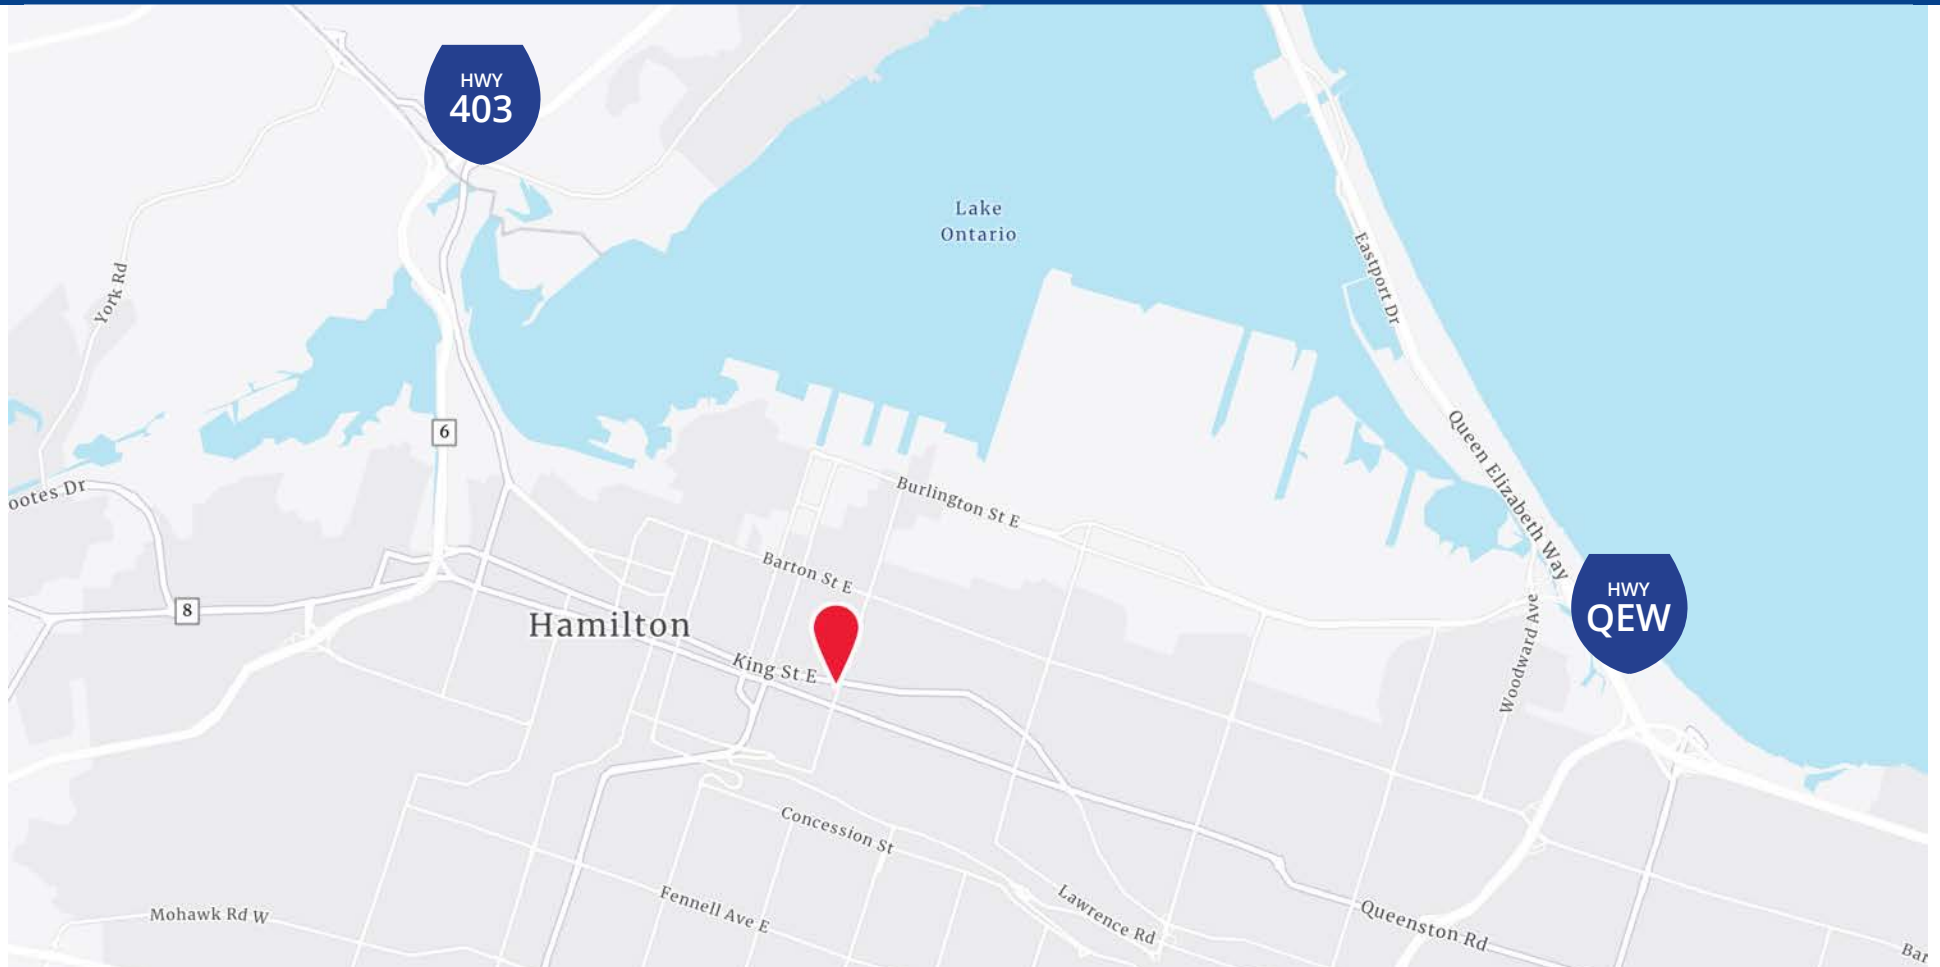 HWY
403
Lake
Ontario
York Rd
Eastport Dr
6
Queen Elizabeth Way
ootes Dr
Burlington St E
Barton St E
HWY
QEW
8
Hamilton
Woodward Ave
King St E
Concession St
Fennell Ave E
Lawrence Rd
Mohawk Rd W
Queenston Rd
Bar